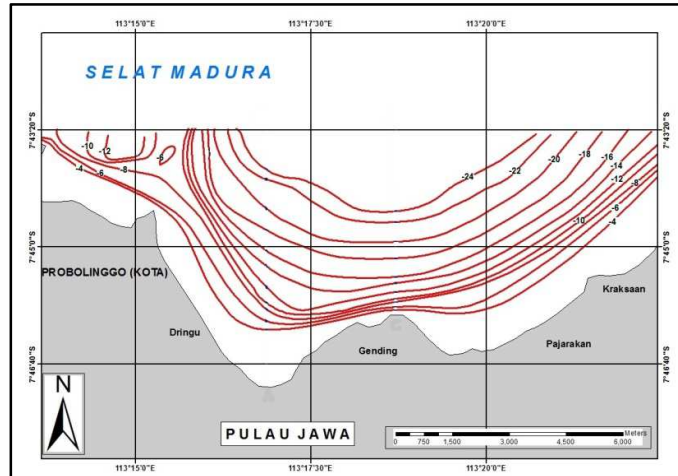 113°15'0"E 113°17'30"E 113°20'0"E
SELAT MADURA
7°43'20"S 7°43'20"S
-10 -12 -6 -8 -6 -4
-24 -22 -20 -18 -16 -14 -12 -10 -8 -6 -4
7°45'0"S 7°45'0"S
PROBOLINGGO (KOTA)
Kraksaan
Dringu
Gending
Pajarakan
7°46'40"S 7°46'40"S
N
PULAU JAWA
Meters
0 750 1,500 3,000 4,500 6,000
113°15'0"E 113°17'30"E 113°20'0"E